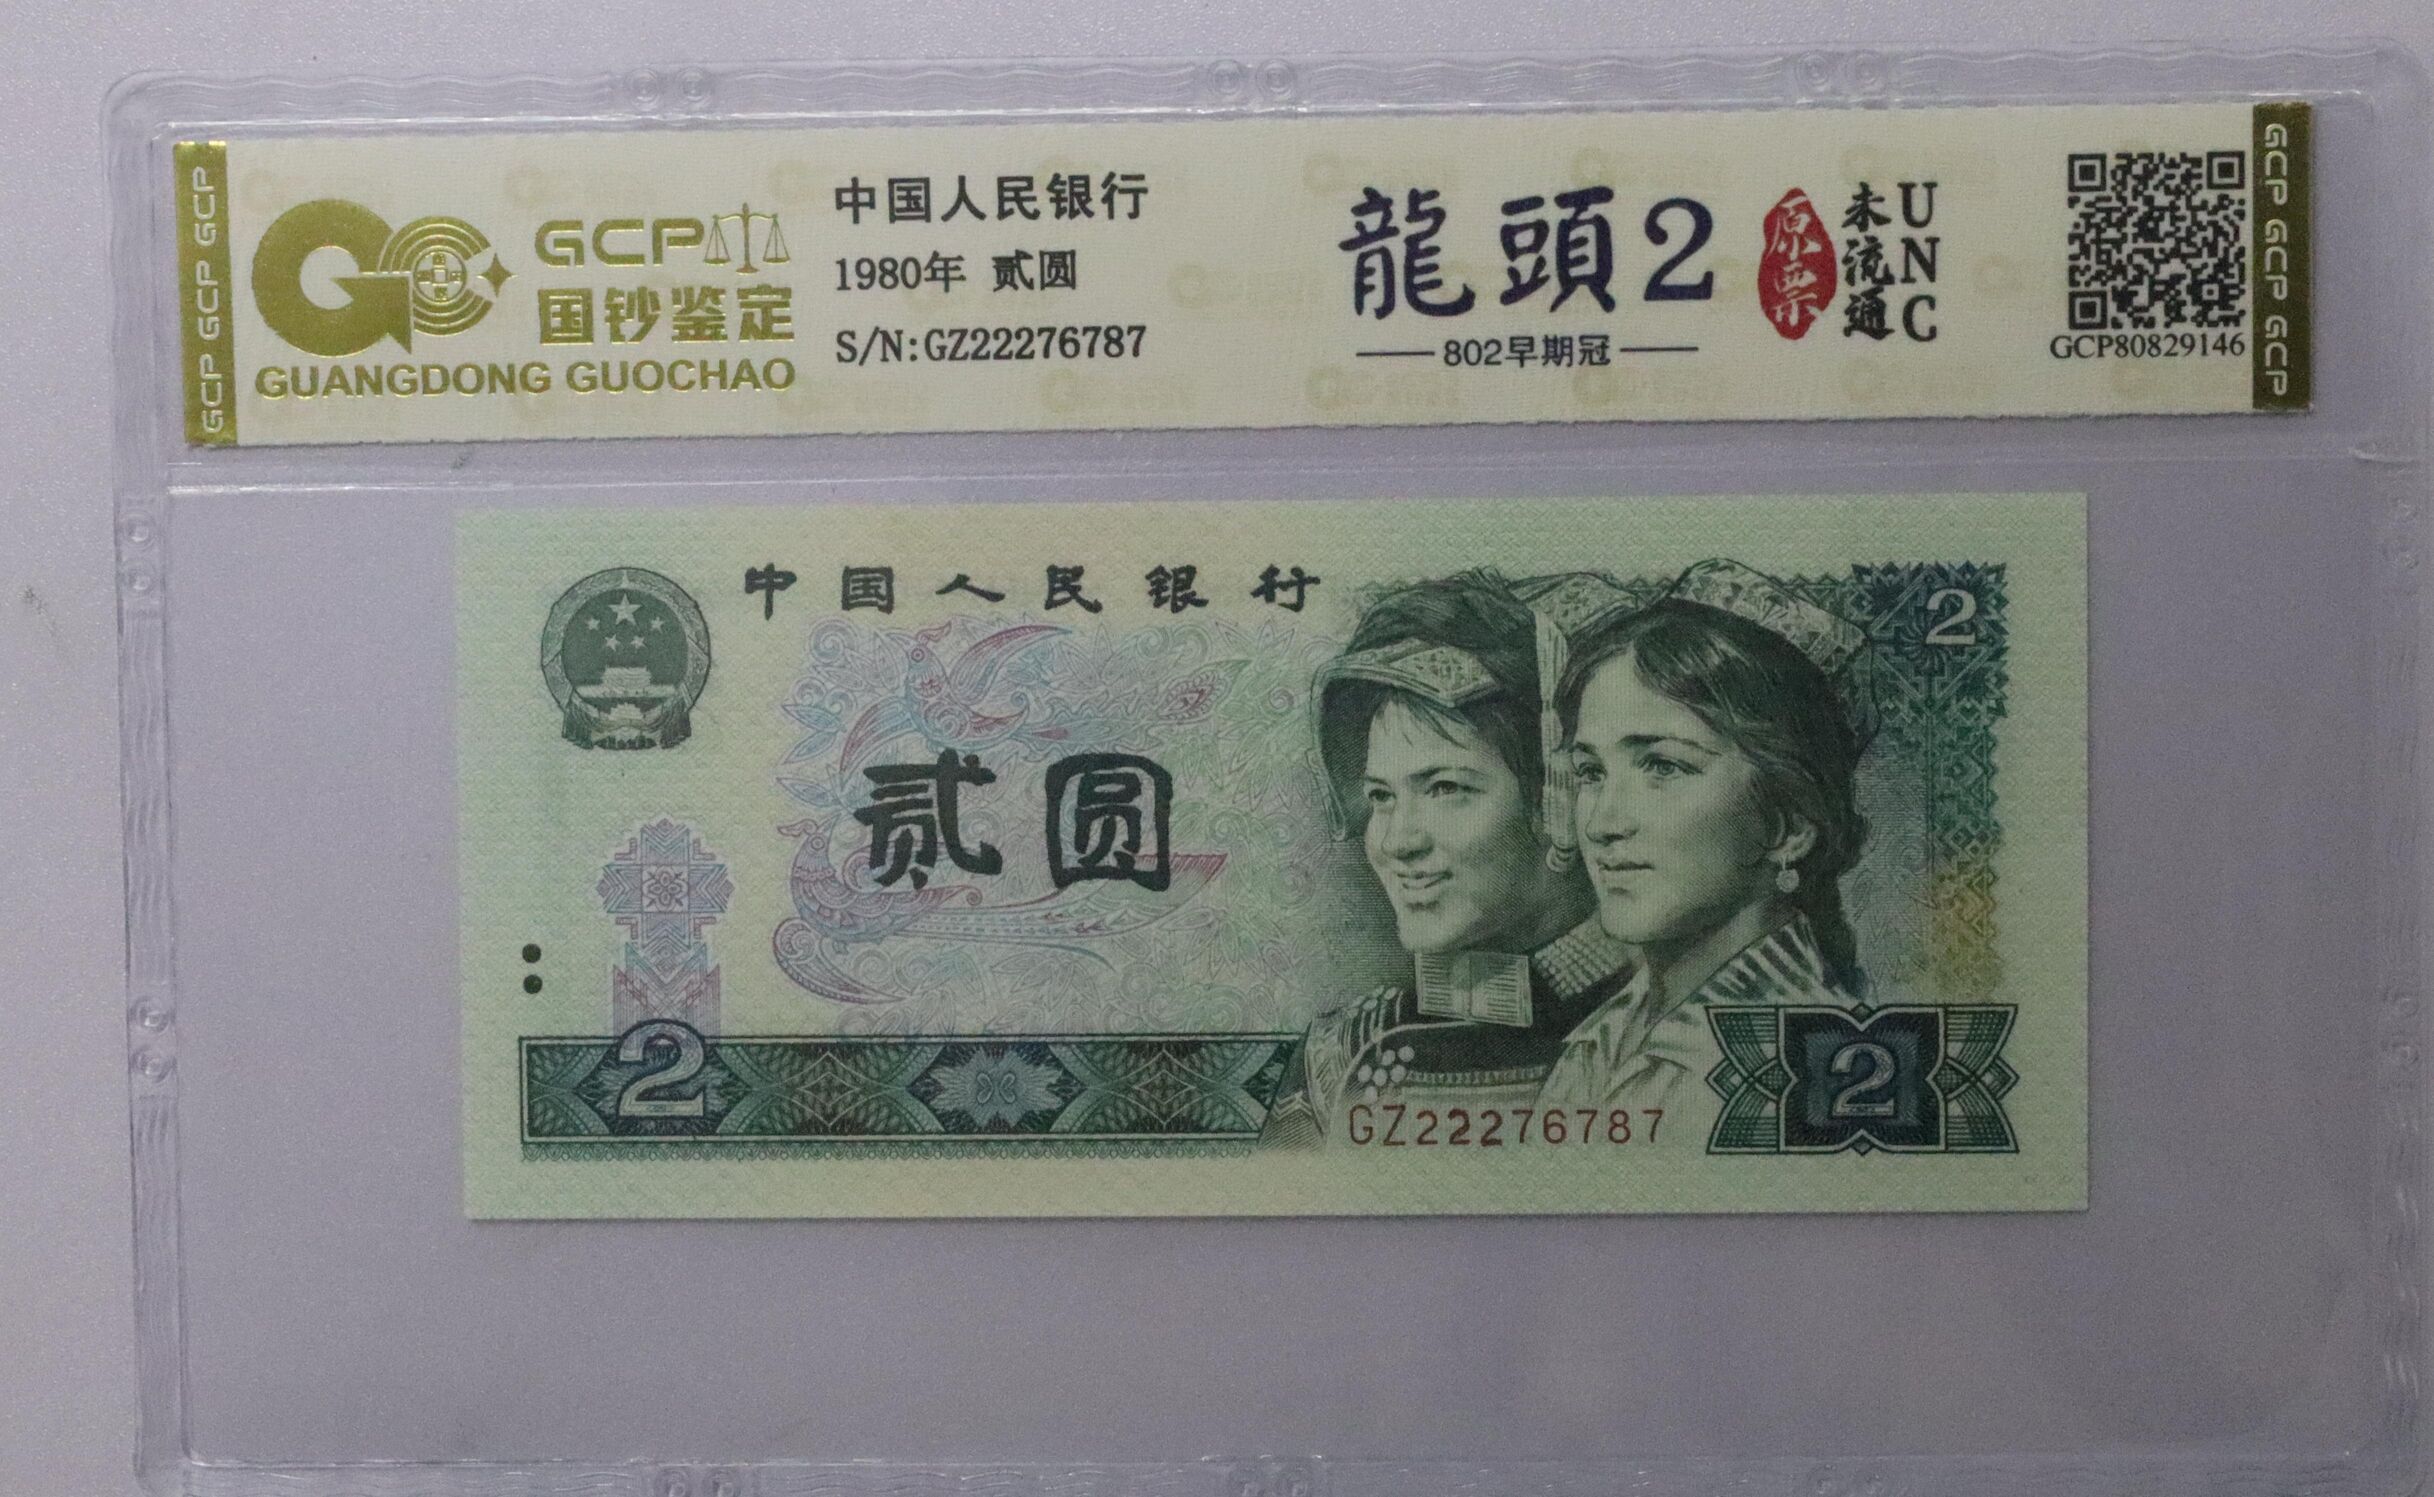 GCP GCP GCP
GCP
国钞鉴定
GUANGDONG GUOCHAO
中国人民银行
1980年 贰圆
S/N:GZ22276787
龍頭2
802早期冠
原票
未流通
UNC
GCP80829146
GCP GCP GCP
中国人民银行
2
贰圆
2
GZ22276787
2